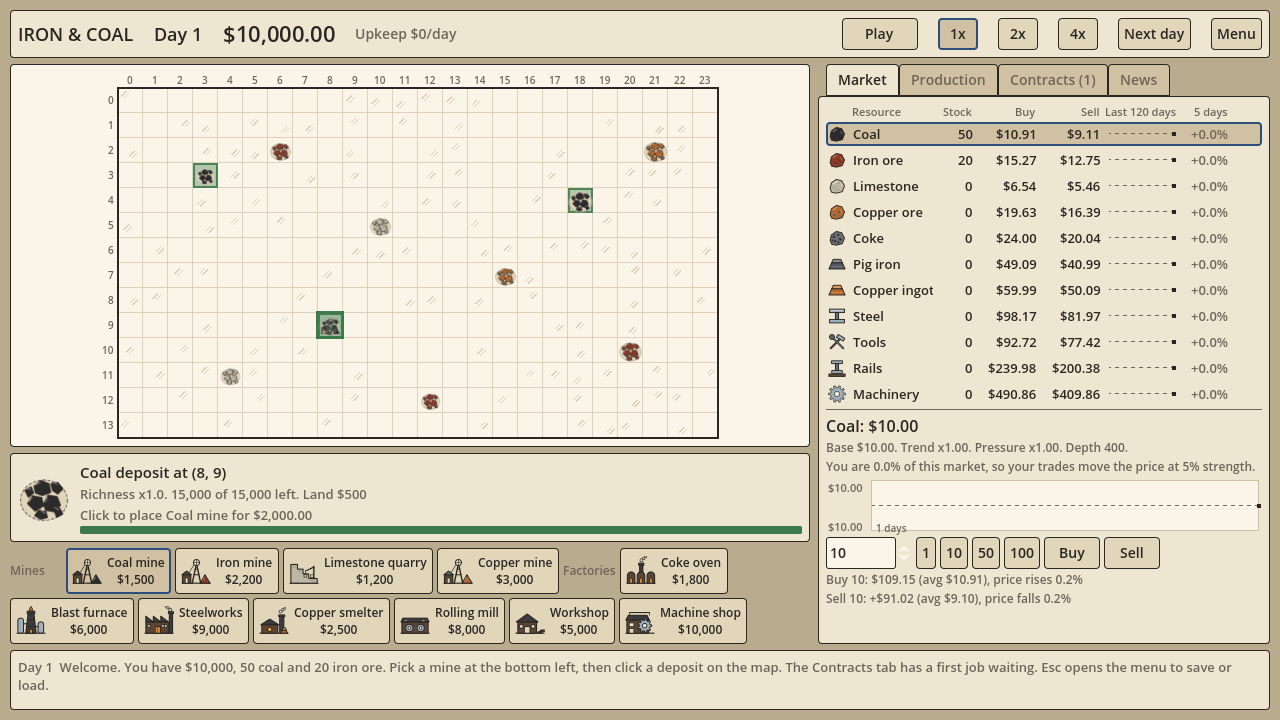 IRON & COAL Day 1 $10,000.00 Upkeep $0/day Play 1x 2x 4x Next day Menu
0 1 2 3 4 5 6 7 8 9 10 11 12 13 14 15 16 17 18 19 20 21 22 23
0
1
2
3
4
5
6
7
8
9
10
11
12
13
Coal deposit at (8, 9)
Richness x1.0. 15,000 of 15,000 left. Land $500
Click to place Coal mine for $2,000.00
Mines
Coal mine
$1,500
Iron mine
$2,200
Limestone quarry
$1,200
Copper mine
$3,000
Factories
Coke oven
$1,800
Blast furnace
$6,000
Steelworks
$9,000
Copper smelter
$2,500
Rolling mill
$8,000
Workshop
$5,000
Machine shop
$10,000
Market Production Contracts (1) News
Resource Stock Buy Sell Last 120 days 5 days
Coal 50 $10.91 $9.11 +0.0%
Iron ore 20 $15.27 $12.75 +0.0%
Limestone 0 $6.54 $5.46 +0.0%
Copper ore 0 $19.63 $16.39 +0.0%
Coke 0 $24.00 $20.04 +0.0%
Pig iron 0 $49.09 $40.99 +0.0%
Copper ingot 0 $59.99 $50.09 +0.0%
Steel 0 $98.17 $81.97 +0.0%
Tools 0 $92.72 $77.42 +0.0%
Rails 0 $239.98 $200.38 +0.0%
Machinery 0 $490.86 $409.86 +0.0%
Coal: $10.00
Base $10.00. Trend x1.00. Pressure x1.00. Depth 400.
You are 0.0% of this market, so your trades move the price at 5% strength.
$10.00
$10.00 1 days
10 1 10 50 100 Buy Sell
Buy 10: $109.15 (avg $10.91), price rises 0.2%
Sell 10: +$91.02 (avg $9.10), price falls 0.2%
Day 1 Welcome. You have $10,000, 50 coal and 20 iron ore. Pick a mine at the bottom left, then click a deposit on the map. The Contracts tab has a first job waiting. Esc opens the menu to save or
load.